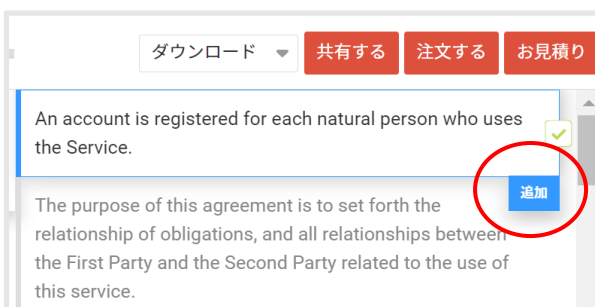 ダウンロード 共有する 注文する お見積り
An account is registered for each natural person who uses
the Service.
追加
The purpose of this agreement is to set forth the
relationship of obligations, and all relationships between
the First Party and the Second Party related to the use of
this service.